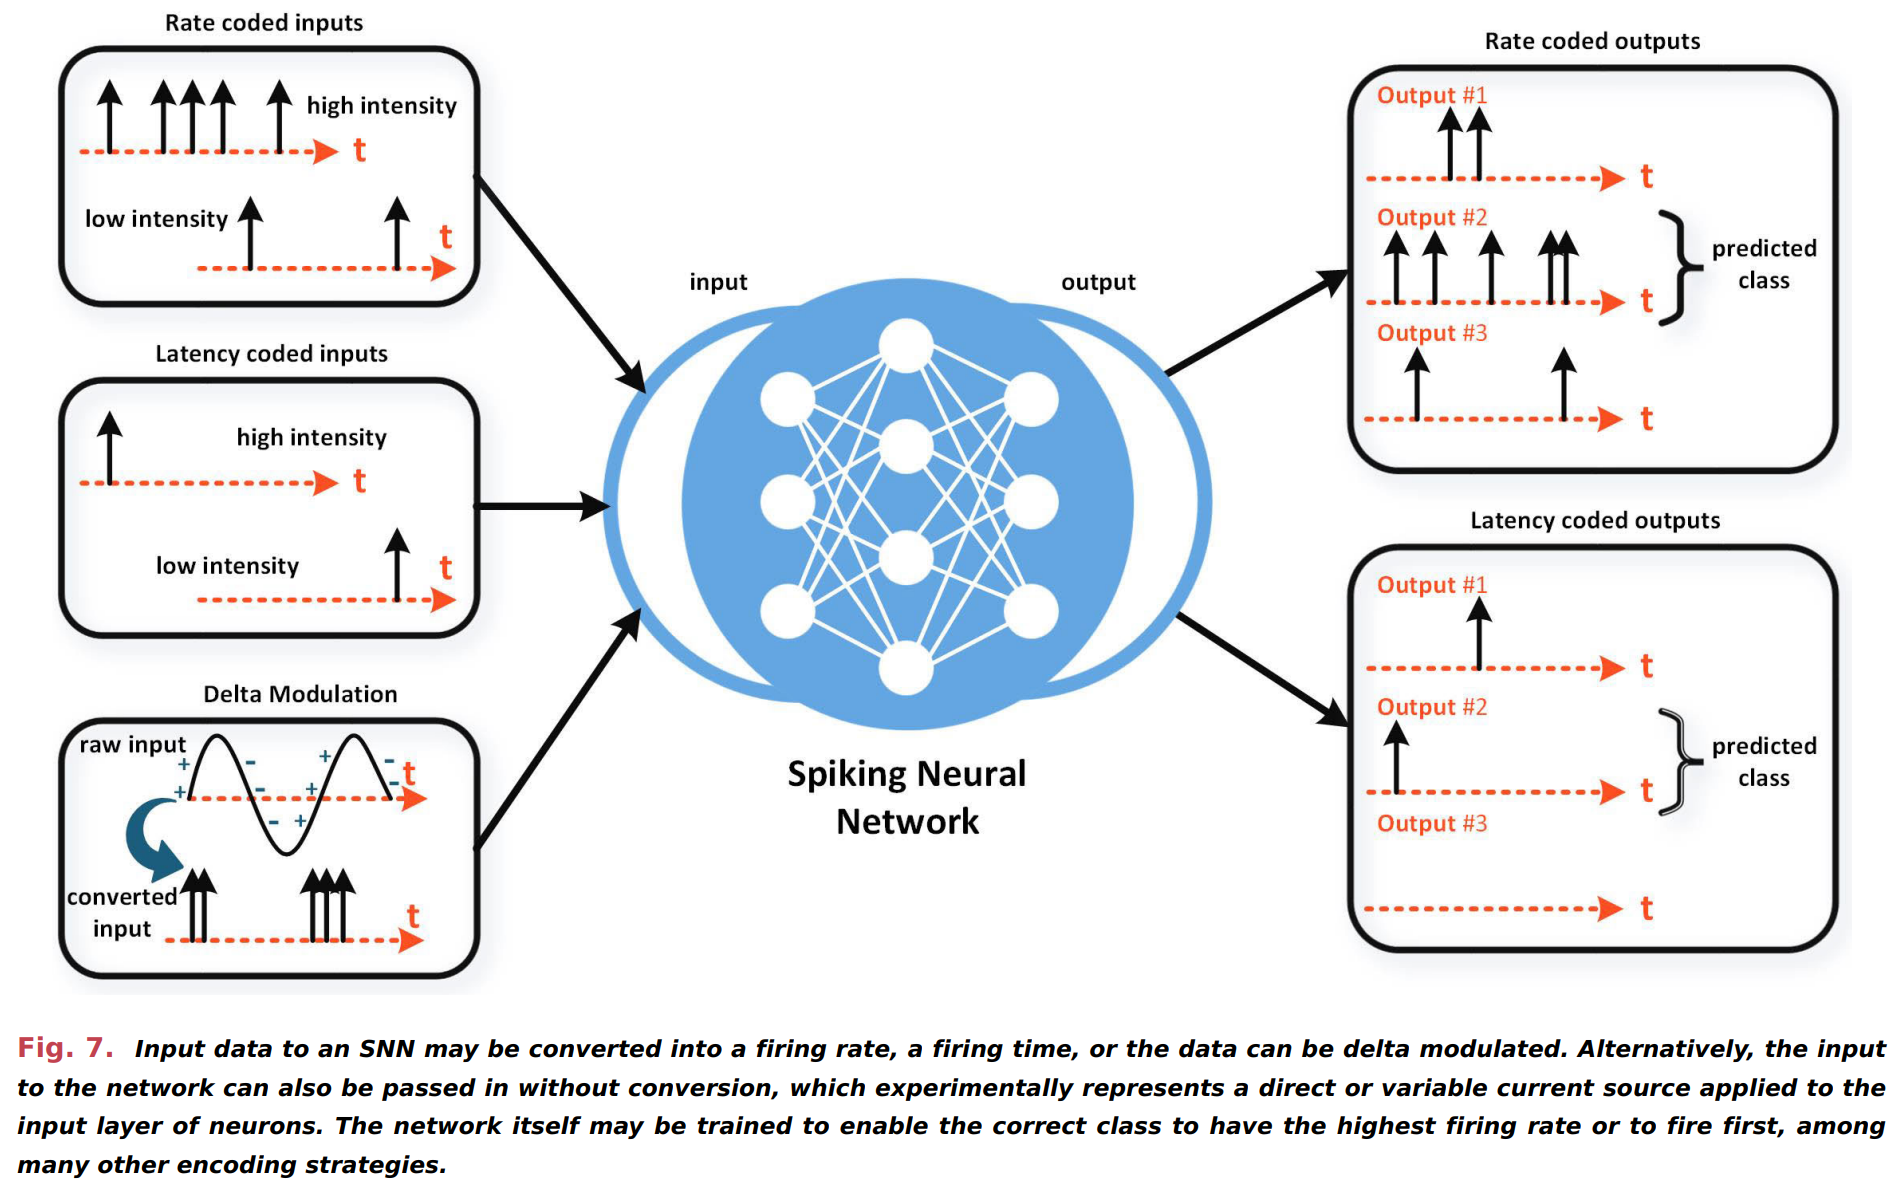 Rate coded inputs
high intensity
t
low intensity
t
Latency coded inputs
high intensity
t
low intensity
t
Delta Modulation
raw input
+ - + -
t
+ - + -
- +
converted
input
t
input
output
Spiking Neural
Network
Rate coded outputs
Output #1
t
Output #2
predicted
class
t
Output #3
t
Latency coded outputs
Output #1
t
Output #2
predicted
class
t
Output #3
t
Fig. 7. Input data to an SNN may be converted into a firing rate, a firing time, or the data can be delta modulated. Alternatively, the input
to the network can also be passed in without conversion, which experimentally represents a direct or variable current source applied to the
input layer of neurons. The network itself may be trained to enable the correct class to have the highest firing rate or to fire first, among
many other encoding strategies.